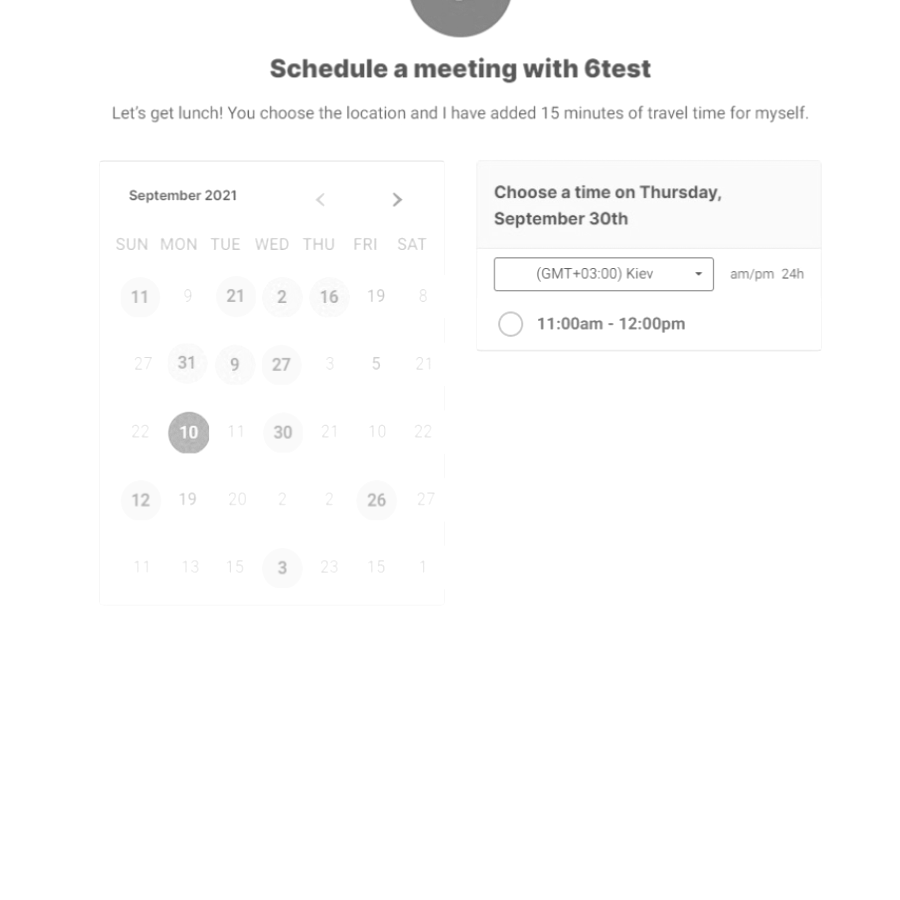 Schedule a meeting with 6test
Let's get lunch! You choose the location and I have added 15 minutes of travel time for myself.
September 2021
SUN MON TUE WED THU FRI SAT
11 9 21 2 16 19 8
27 31 9 27 3 5 21
22 10 11 30 21 10 22
12 19 20 2 2 26 27
11 13 15 3 23 15 1
Choose a time on Thursday,
September 30th
(GMT+03:00) Kiev am/pm 24h
11:00am - 12:00pm